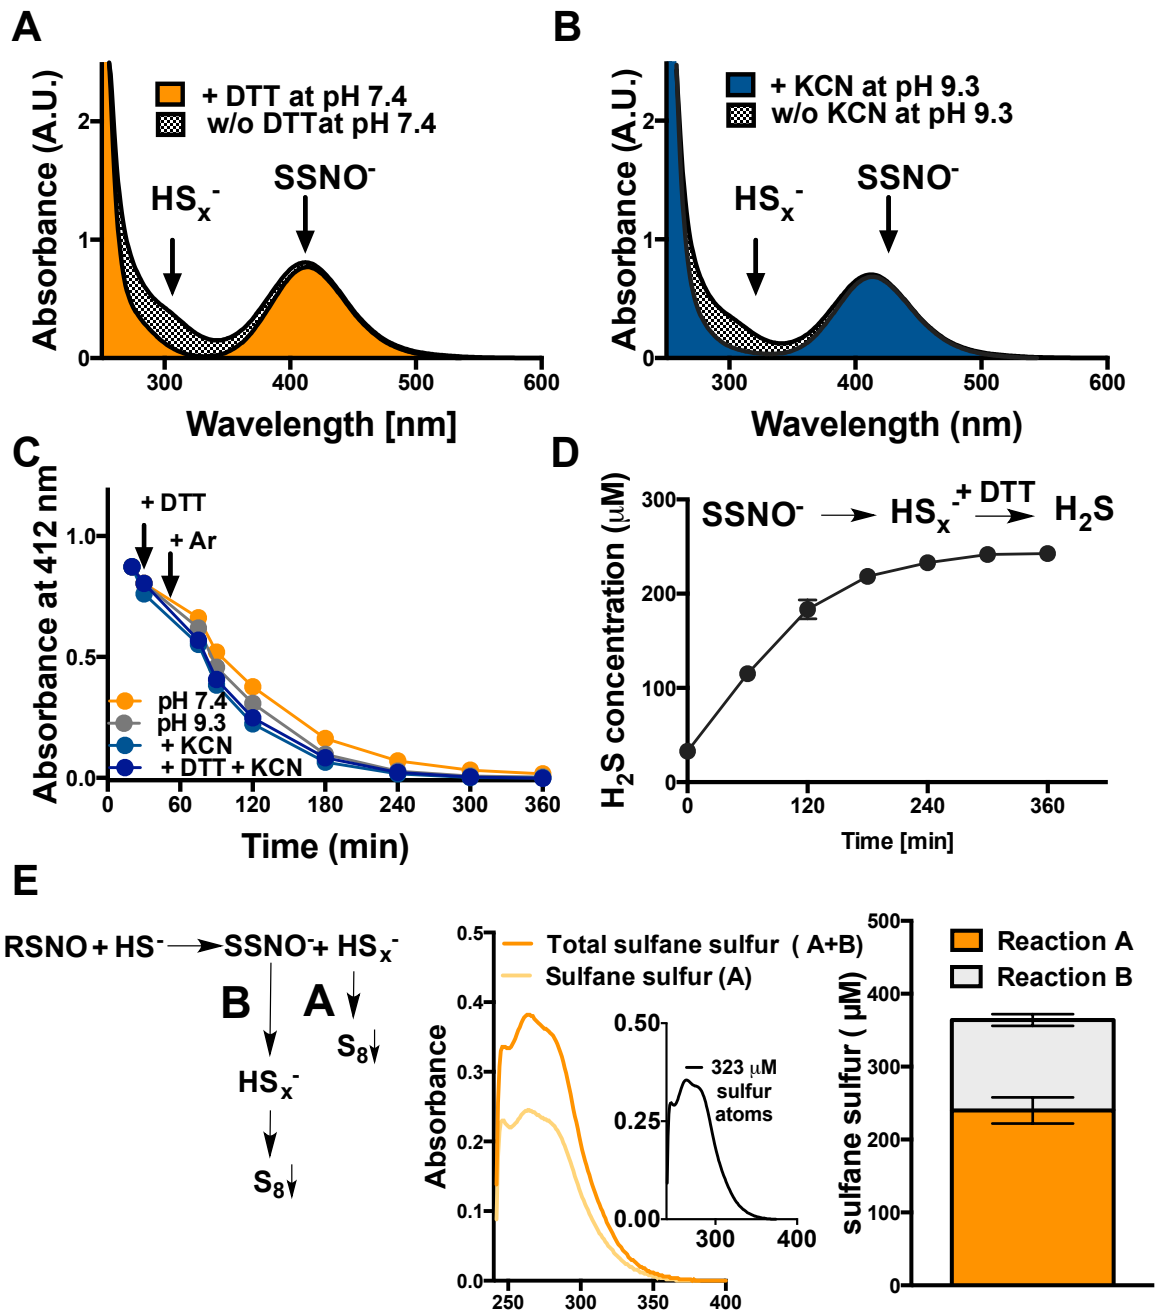 A
Absorbance (A.U.)
2
1
0
+ DTT at pH 7.4
w/o DTTat pH 7.4
HSx-
SSNO-
300
400
500
600
Wavelength [nm]
B
Absorbance (A.U.)
2
1
0
+ KCN at pH 9.3
w/o KCN at pH 9.3
HSx-
SSNO-
300
400
500
600
Wavelength (nm)
C
Absorbance at 412 nm
1.0
0.5
0.0
+ DTT
+ Ar
pH 7.4
pH 9.3
+ KCN
+ DTT + KCN
0
60
120
180
240
300
360
Time (min)
D
H2S concentration (µM)
300
200
100
0
SSNO-
HSx-
+ DTT
H2S
0
120
240
360
Time [min]
E
RSNO + HS-
SSNO- + HSx-
B
A
S8
HSx-
S8
Absorbance
0.5
0.4
0.3
0.2
0.1
0.0
Total sulfane sulfur ( A+B)
Sulfane sulfur (A)
0.50
0.25
0.00
323 µM
sulfur
atoms
300
400
250
300
350
400
sulfane sulfur ( µM)
500
400
300
200
100
0
Reaction A
Reaction B